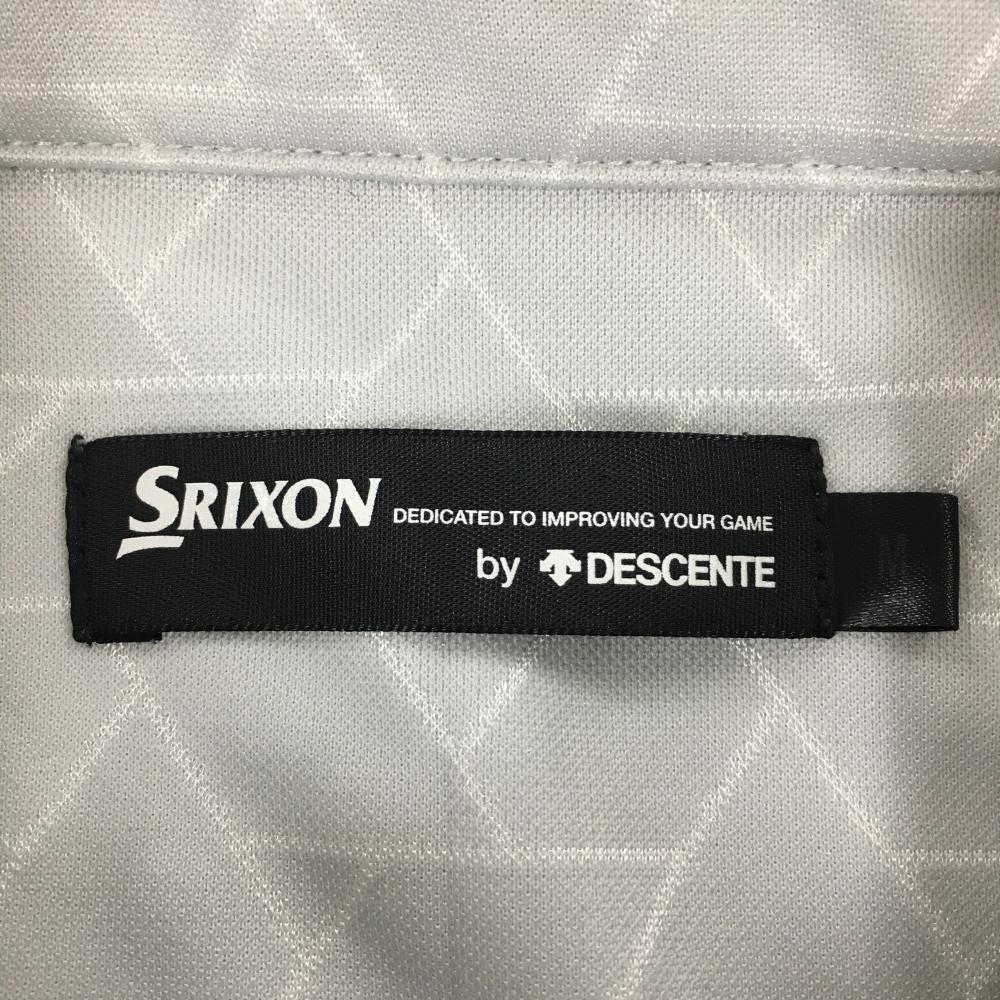 SRIXON DEDICATED TO IMPROVING YOUR GAME
by DESCENTE
M